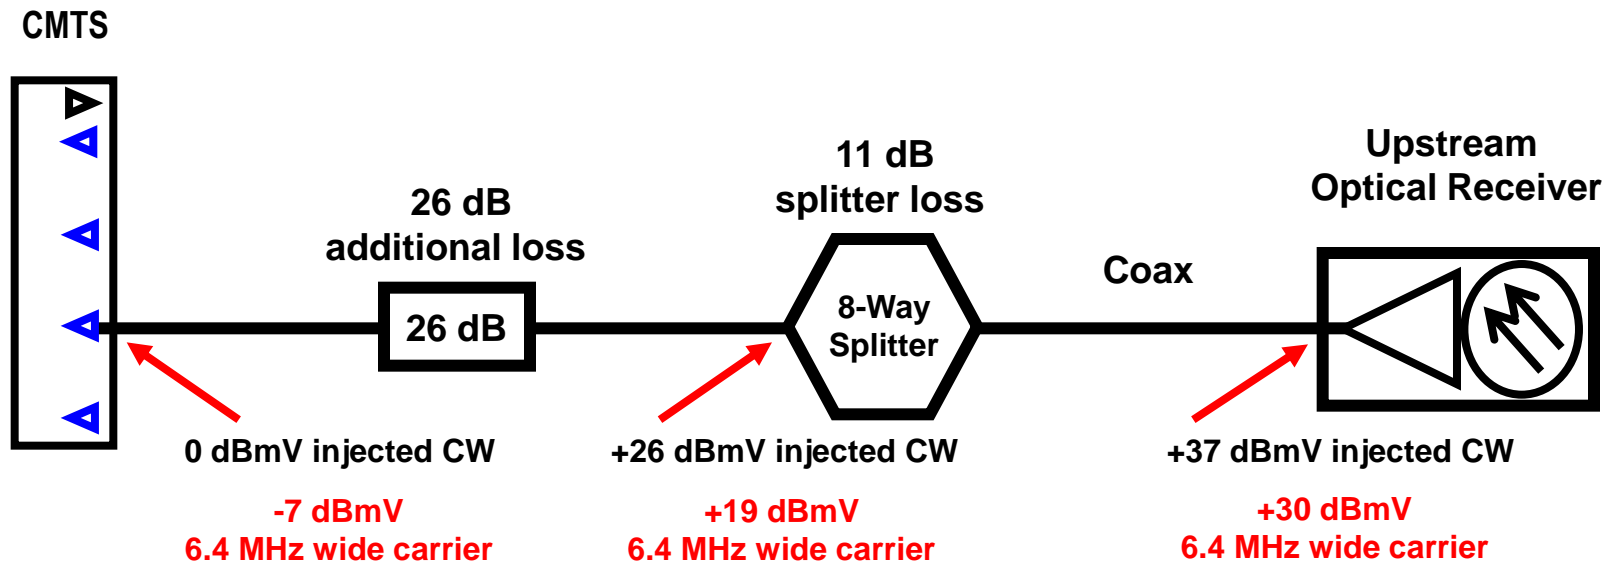 CMTS
26 dB
additional loss
26 dB
11 dB
splitter loss
8-Way
Splitter
Coax
Upstream
Optical Receiver
0 dBmV injected CW
-7 dBmV
6.4 MHz wide carrier
+26 dBmV injected CW
+19 dBmV
6.4 MHz wide carrier
+37 dBmV injected CW
+30 dBmV
6.4 MHz wide carrier